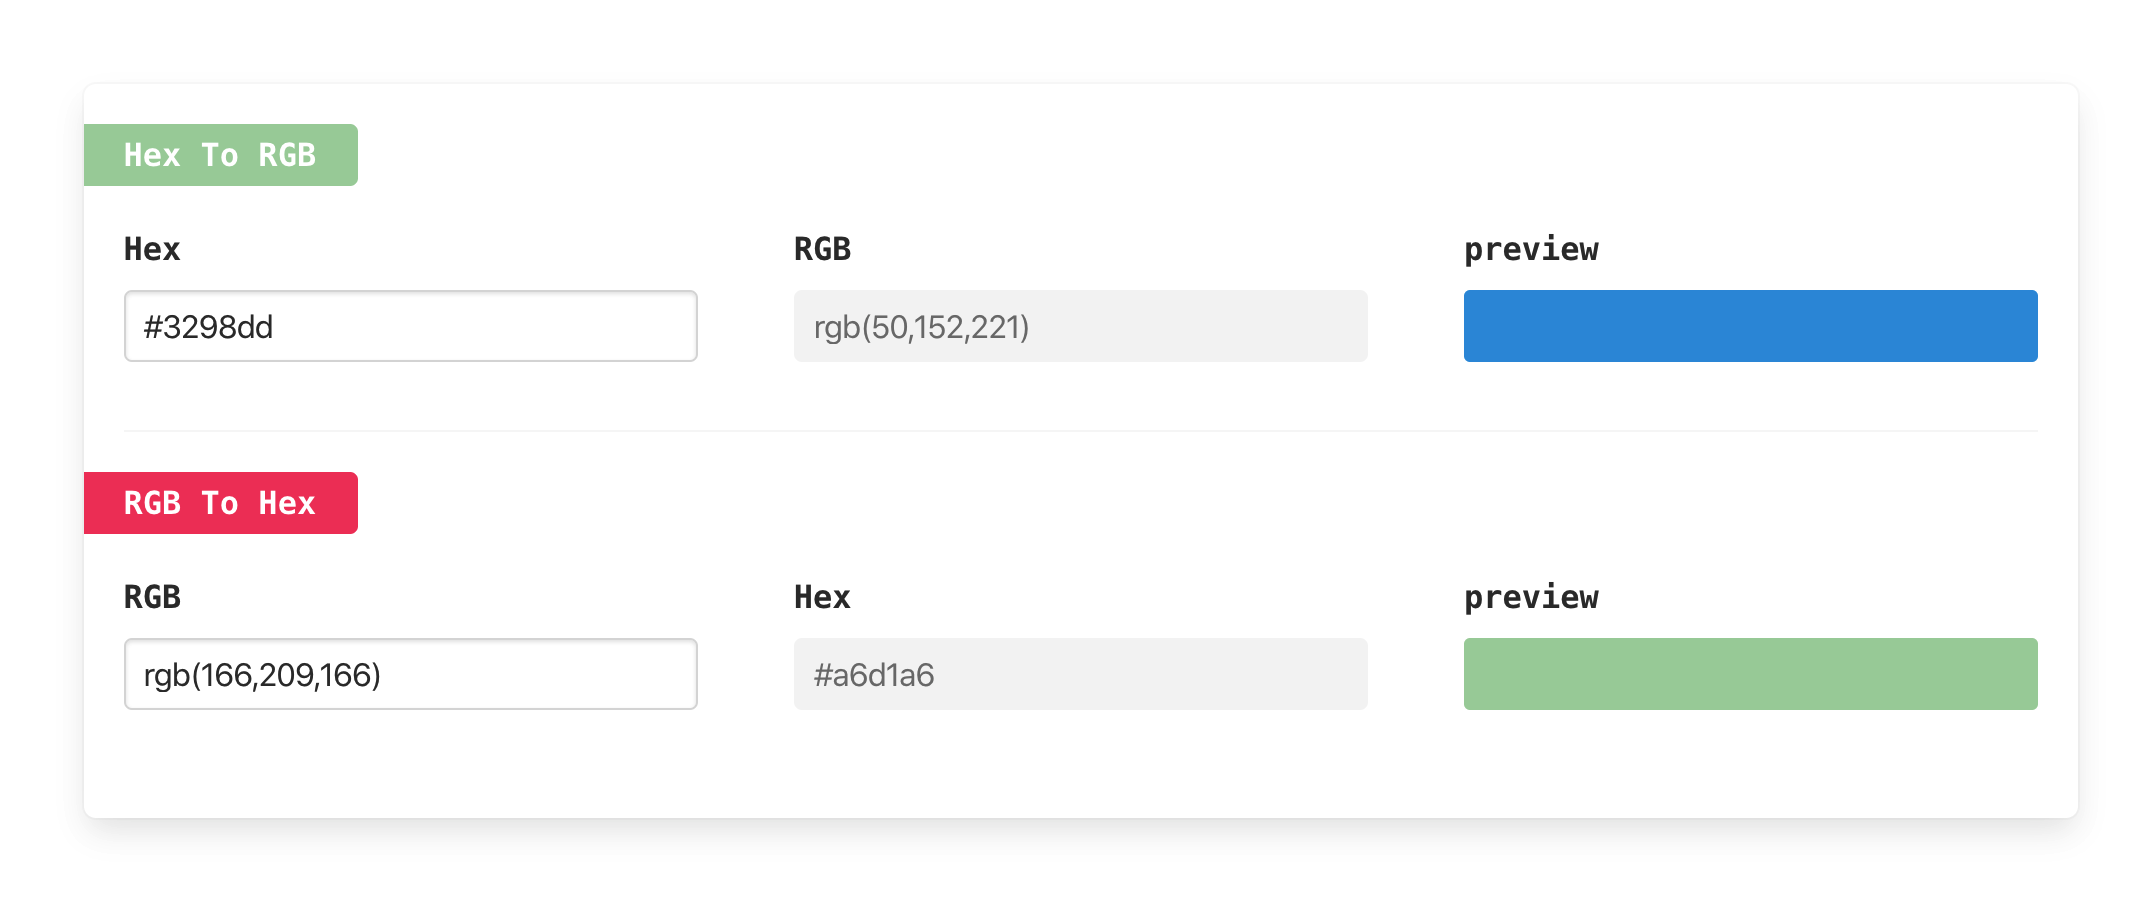 Hex To RGB
Hex RGB preview
#3298dd rgb(50,152,221)
RGB To Hex
RGB Hex preview
rgb(166,209,166) #a6d1a6